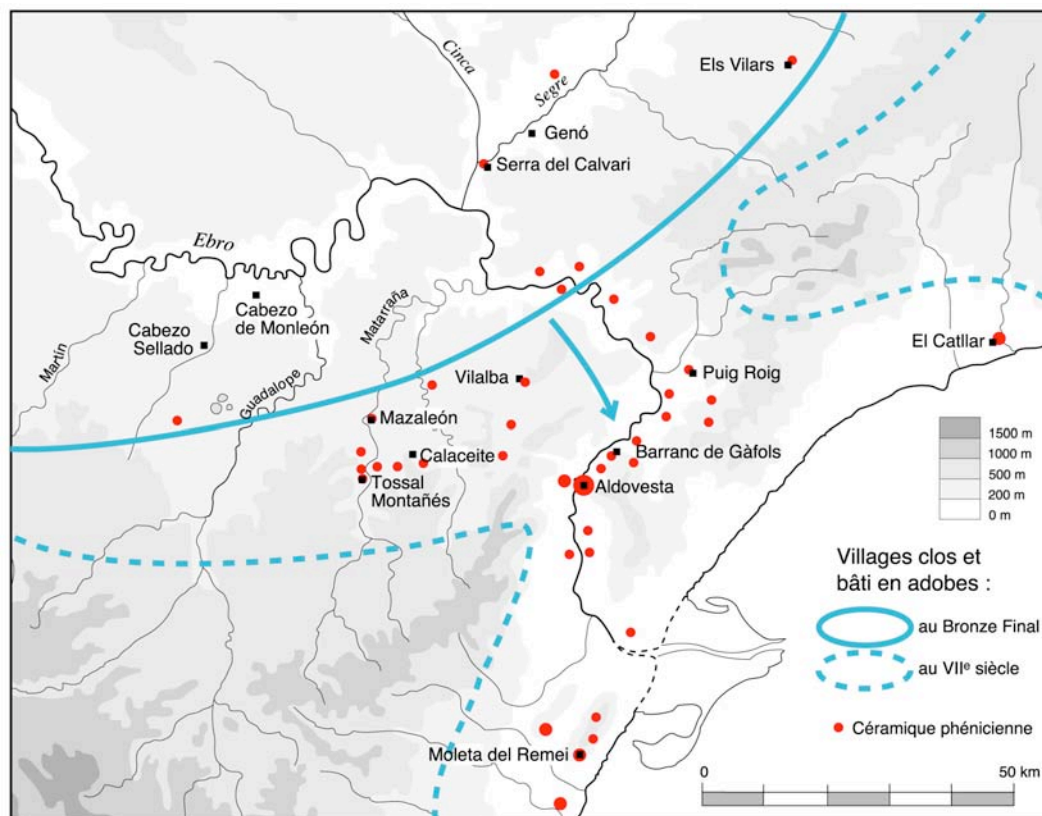 Cinca
Segre
Els Vilars
Genó
Serra del Calvari
Ebro
Cabezo
de Monleón
Matarraña
Cabezo
Sellado
Martín
Guadalope
El Catllar
Vilalba
Puig Roig
Mazaleón
Calaceite
Barranc de Gàfols
Tossal
Montañés
Aldovesta
1500 m
1000 m
500 m
200 m
0 m
Villages clos et
bâti en adobes :
au Bronze Final
au VIIe siècle
Céramique phénicienne
Moleta del Remei
0
50 km